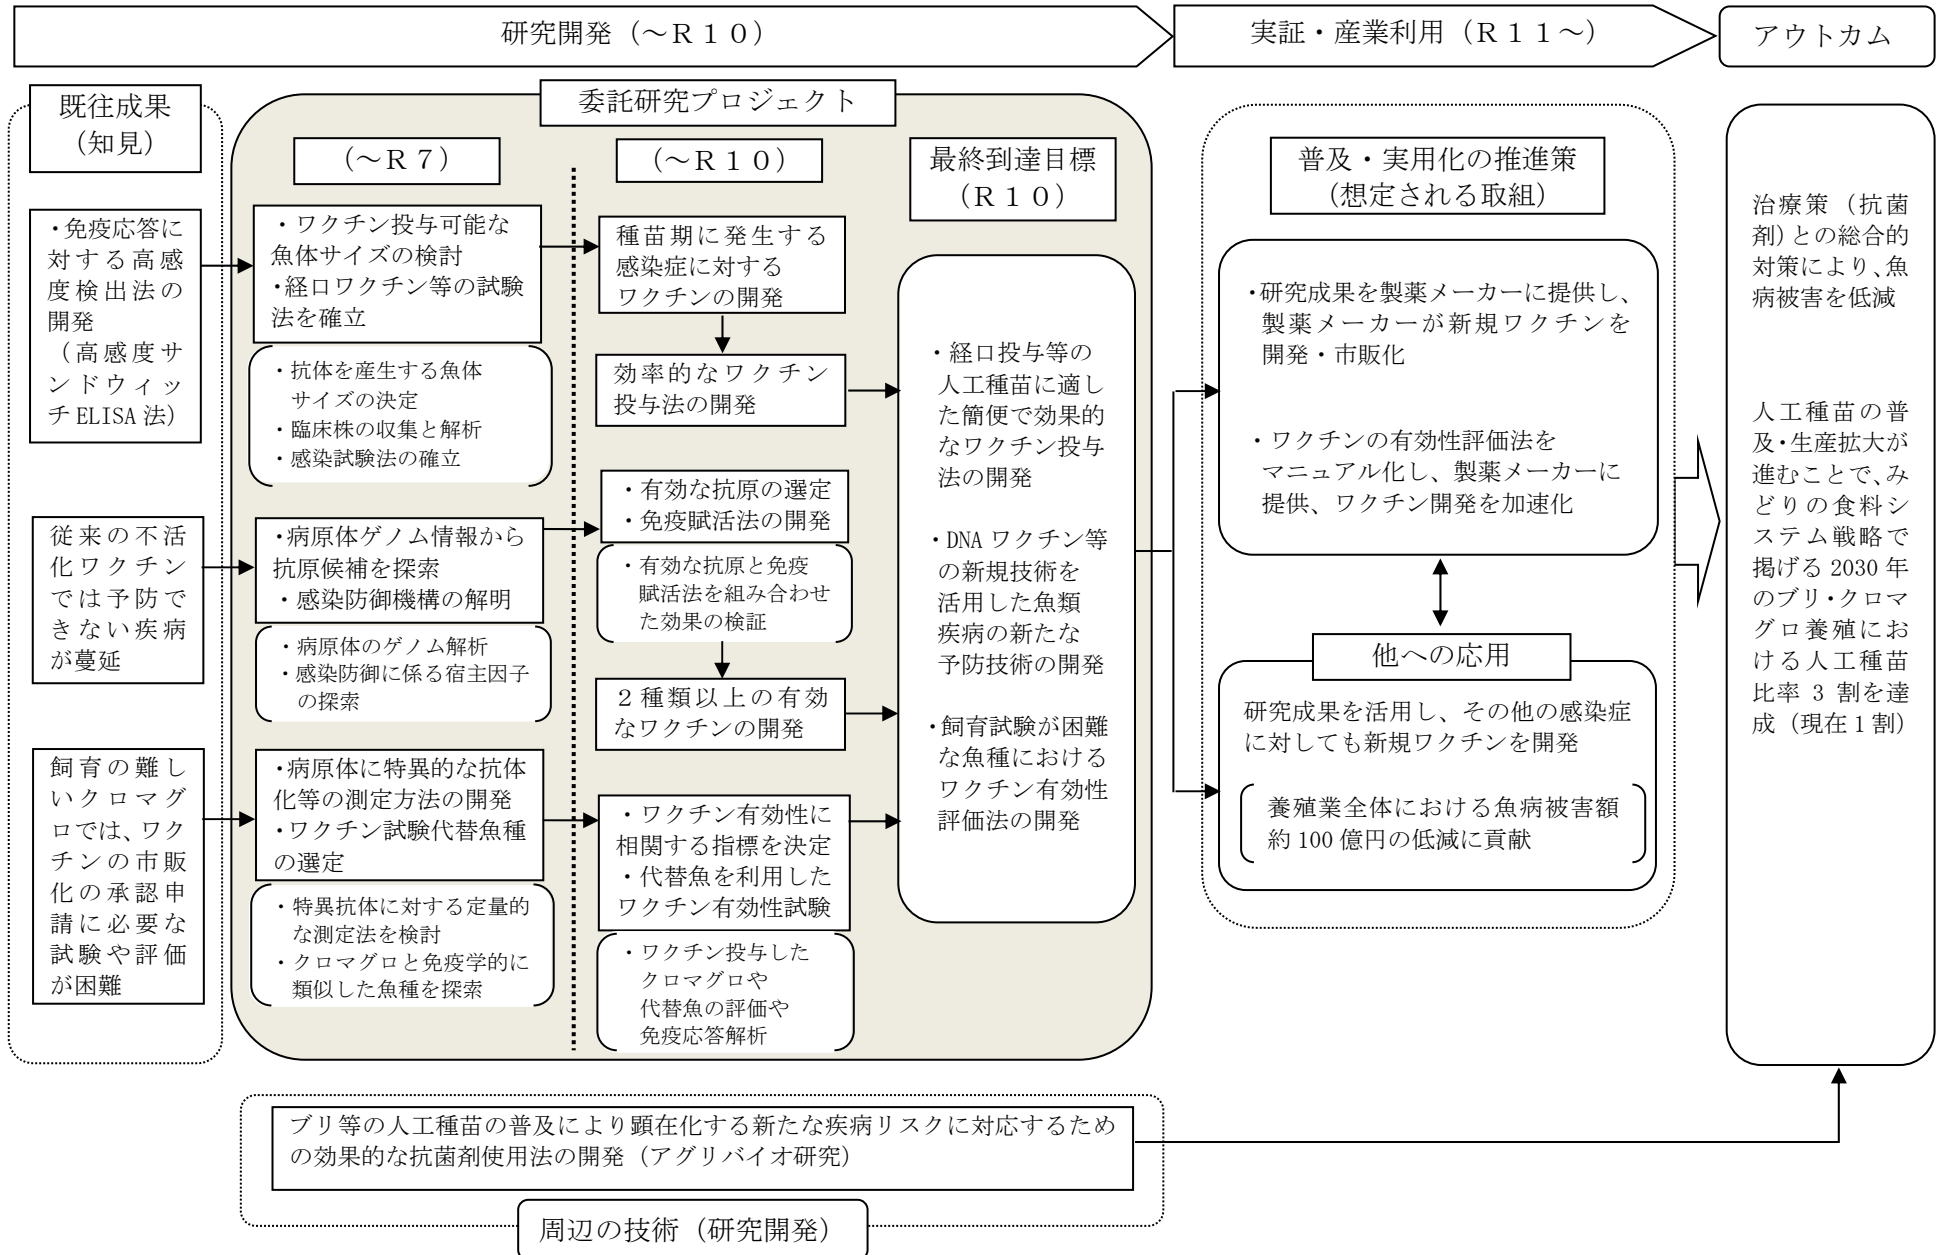 研究開発（～R１０）
実証・産業利用（R１１～）
アウトカム
既往成果
（知見）
・免疫応答に
対する高感
度検出法の
開発
（高感度サ
ンドウィッ
チ ELISA 法）
従来の不活
化ワクチン
では予防で
きない疾病
が蔓延
飼育の難し
いクロマグ
ロでは、ワク
チンの市販
化の承認申
請に必要な
試験や評価
が困難
委託研究プロジェクト
（～R７）
・ワクチン投与可能な
魚体サイズの検討
・経口ワクチン等の試験
法を確立
・抗体を産生する魚体
サイズの決定
・臨床株の収集と解析
・感染試験法の確立
・病原体ゲノム情報から
抗原候補を探索
・感染防御機構の解明
・病原体のゲノム解析
・感染防御に係る宿主因子
の探索
・病原体に特異的な抗体
化等の測定方法の開発
・ワクチン試験代替魚種
の選定
・特異抗体に対する定量的
な測定法を検討
・クロマグロと免疫学的に
類似した魚種を探索
（～R１０）
種苗期に発生する
感染症に対する
ワクチンの開発
効率的なワクチン
投与法の開発
・有効な抗原の選定
・免疫賦活法の開発
・有効な抗原と免疫
賦活法を組み合わせ
た効果の検証
２種類以上の有効
なワクチンの開発
・ワクチン有効性に
相関する指標を決定
・代替魚を利用した
ワクチン有効性試験
・ワクチン投与した
クロマグロや
代替魚の評価や
免疫応答解析
最終到達目標
（R１０）
・経口投与等の
人工種苗に適し
た簡便で効果的
なワクチン投与
法の開発
・DNA ワクチン等
の新規技術を
活用した魚類
疾病の新たな
予防技術の開発
・飼育試験が困難
な魚種における
ワクチン有効性
評価法の開発
普及・実用化の推進策
（想定される取組）
・研究成果を製薬メーカーに提供し、
製薬メーカーが新規ワクチンを
開発・市販化
・ワクチンの有効性評価法を
マニュアル化し、製薬メーカーに
提供、ワクチン開発を加速化
他への応用
研究成果を活用し、その他の感染症
に対しても新規ワクチンを開発
養殖業全体における魚病被害額
約 100 億円の低減に貢献
治療策（抗菌
剤）との総合的
対策により、魚
病被害を低減
人工種苗の普
及・生産拡大が
進むことで、み
どりの食料シ
ステム戦略で
掲げる 2030 年
のブリ・クロマ
グロ養殖にお
ける人工種苗
比率 3 割を達
成（現在１割）
ブリ等の人工種苗の普及により顕在化する新たな疾病リスクに対応するため
の効果的な抗菌剤使用法の開発（アグリバイオ研究）
周辺の技術（研究開発）